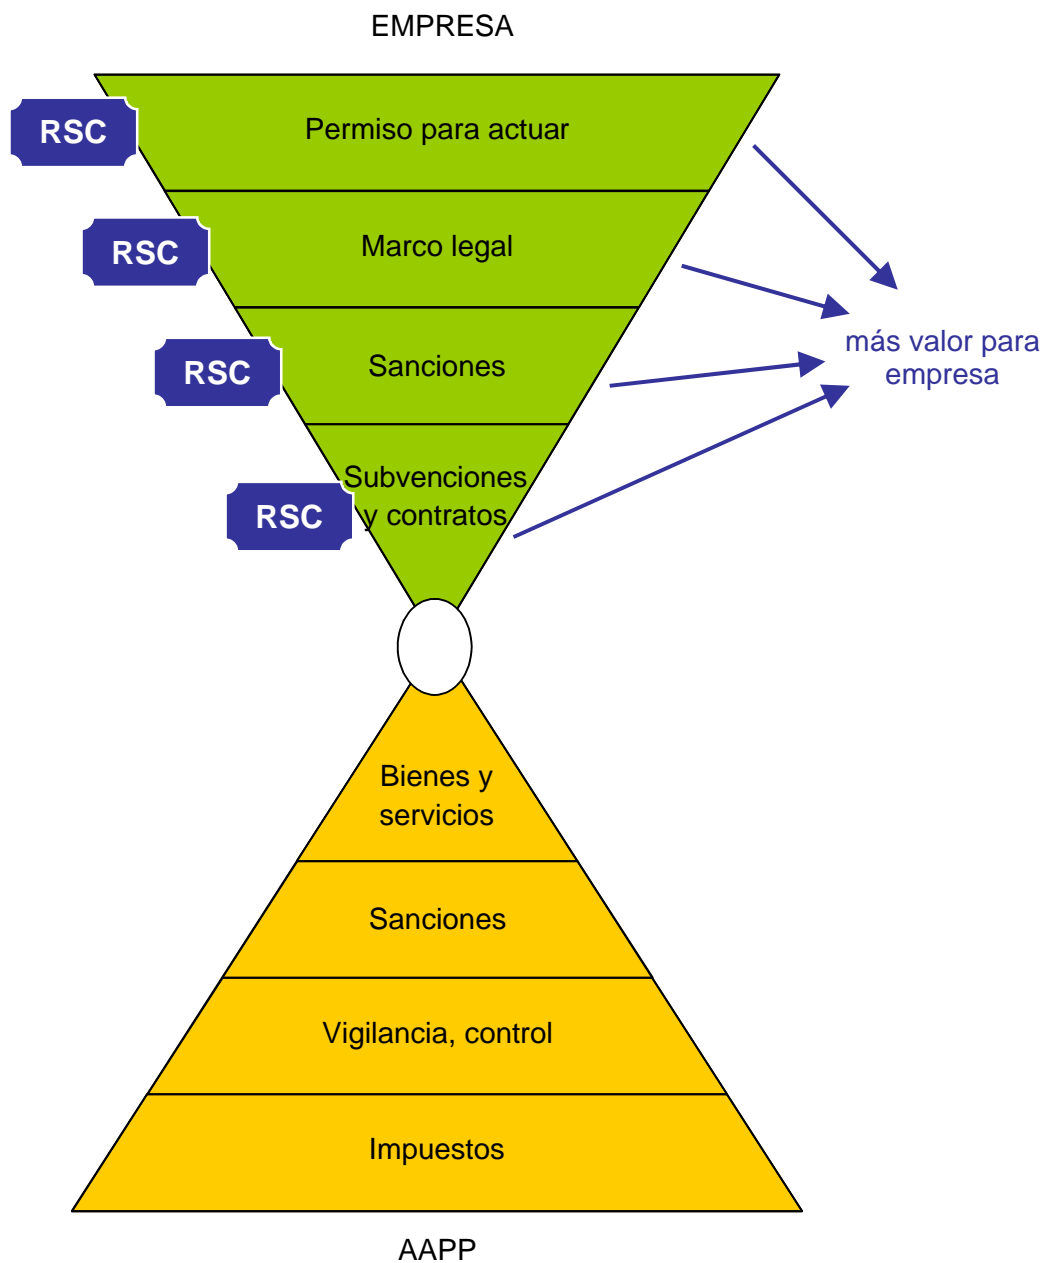 EMPRESA
RSC
Permiso para actuar
RSC
Marco legal
más valor para
empresa
RSC
Sanciones
Subvenciones
y contratos
RSC
Bienes y
servicios
Sanciones
Vigilancia, control
Impuestos
AAPP